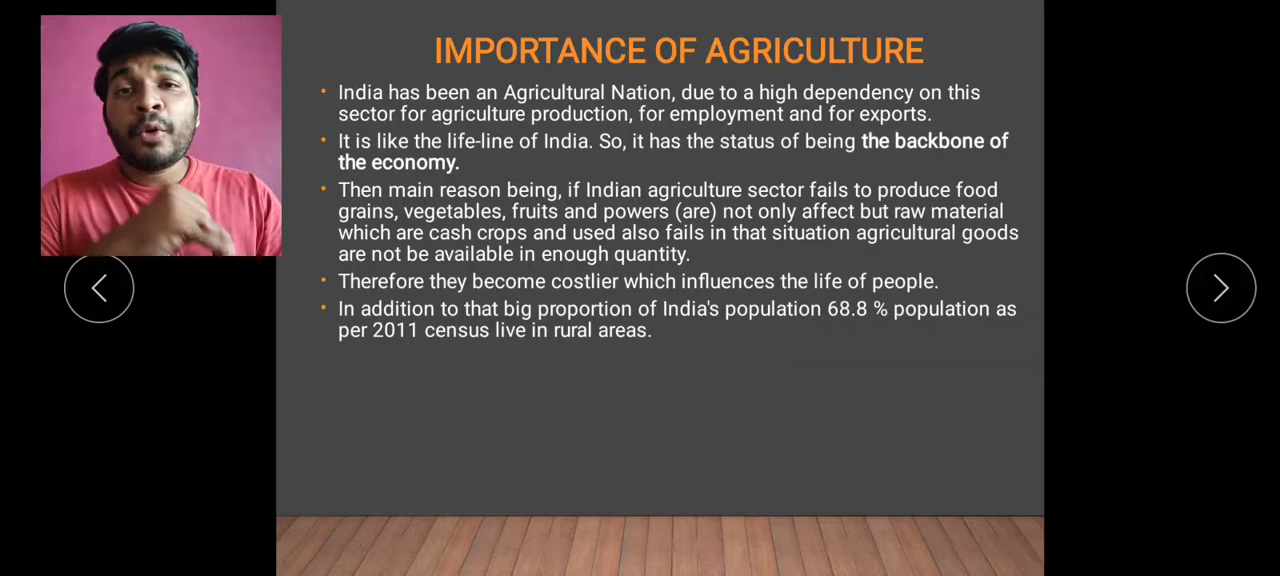 IMPORTANCE OF AGRICULTURE
India has been an Agricultural Nation, due to a high dependency on this
sector for agriculture production, for employment and for exports.
It is like the life-line of India. So, it has the status of being the backbone of
the economy.
Then main reason being, if Indian agriculture sector fails to produce food
grains, vegetables, fruits and powers (are) not only affect but raw material
which are cash crops and used also fails in that situation agricultural goods
are not be available in enough quantity.
Therefore they become costlier which influences the life of people.
In addition to that big proportion of India's population 68.8 % population as
per 2011 census live in rural areas.